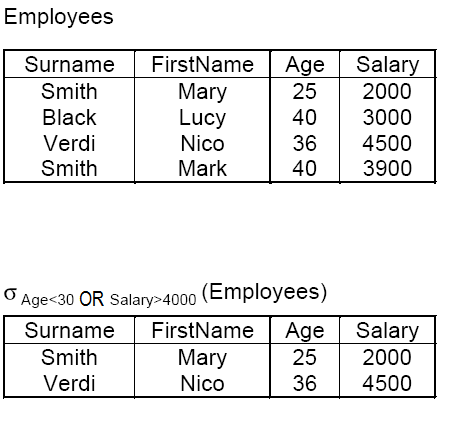 Employees
Surname FirstName Age Salary
Smith Mary 25 2000
Black Lucy 40 3000
Verdi Nico 36 4500
Smith Mark 40 3900
σ Age<30 OR Salary>4000 (Employees)
Surname FirstName Age Salary
Smith Mary 25 2000
Verdi Nico 36 4500